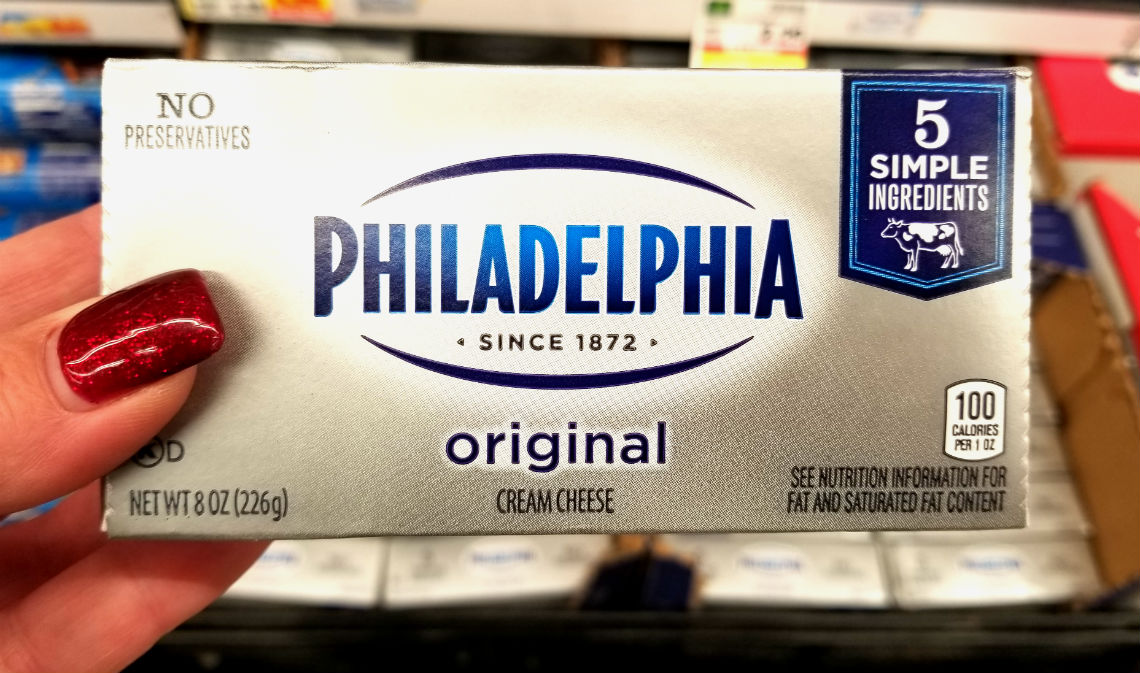 NO
PRESERVATIVES
5
SIMPLE
INGREDIENTS
PHILADELPHIA
SINCE 1872
original
CREAM CHEESE
D
NET WT 8 OZ (226g)
100
CALORIES
PER 1 OZ
SEE NUTRITION INFORMATION FOR
FAT AND SATURATED FAT CONTENT